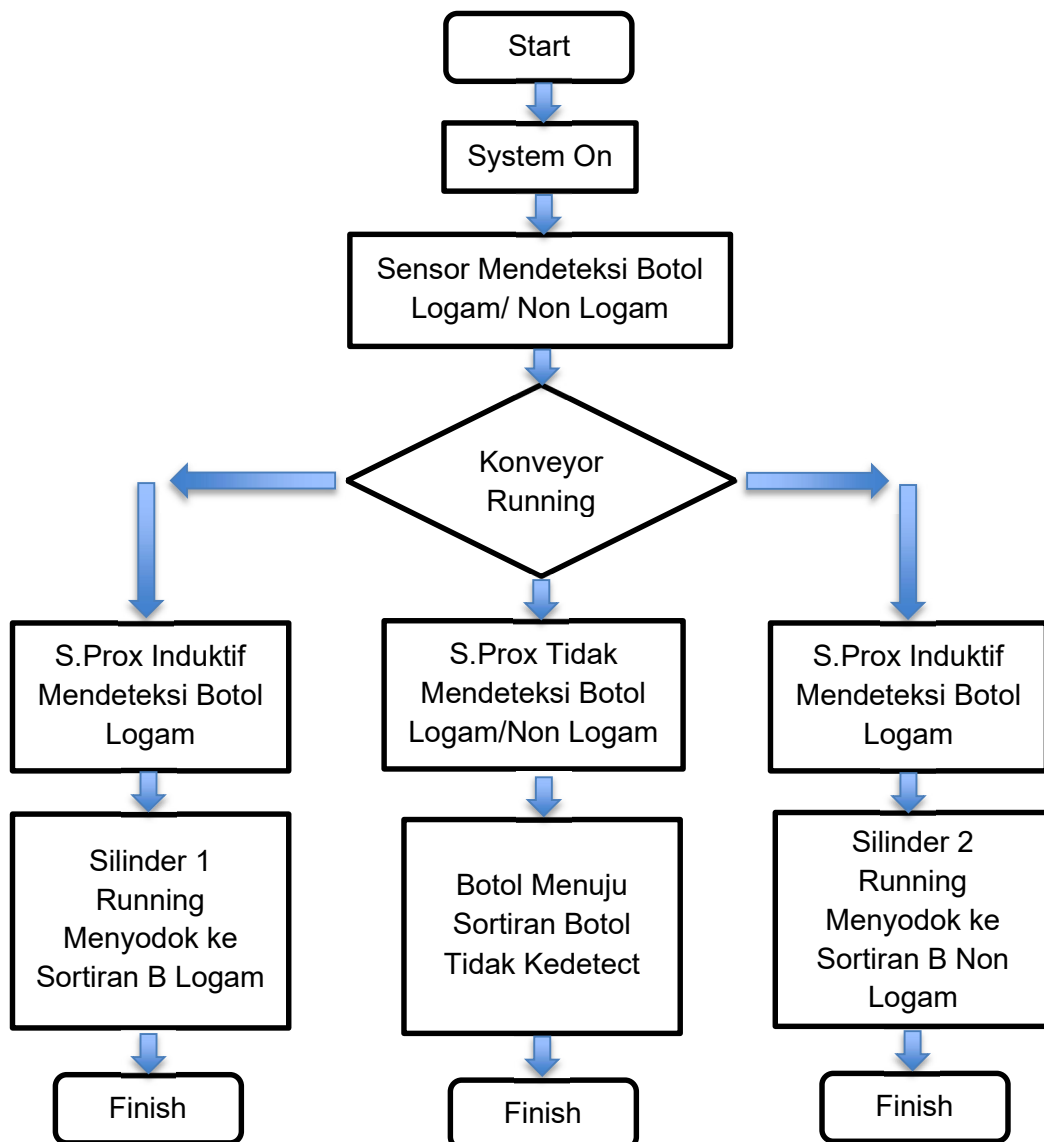 Start
System On
Sensor Mendeteksi Botol
Logam/ Non Logam
Konveyor
Running
S.Prox Induktif
Mendeteksi Botol
Logam
S.Prox Tidak
Mendeteksi Botol
Logam/Non Logam
S.Prox Induktif
Mendeteksi Botol
Logam
Silinder 1
Running
Menyodok ke
Sortiran B Logam
Botol Menuju
Sortiran Botol
Tidak Kedetect
Silinder 2
Running
Menyodok ke
Sortiran B Non
Logam
Finish
Finish
Finish